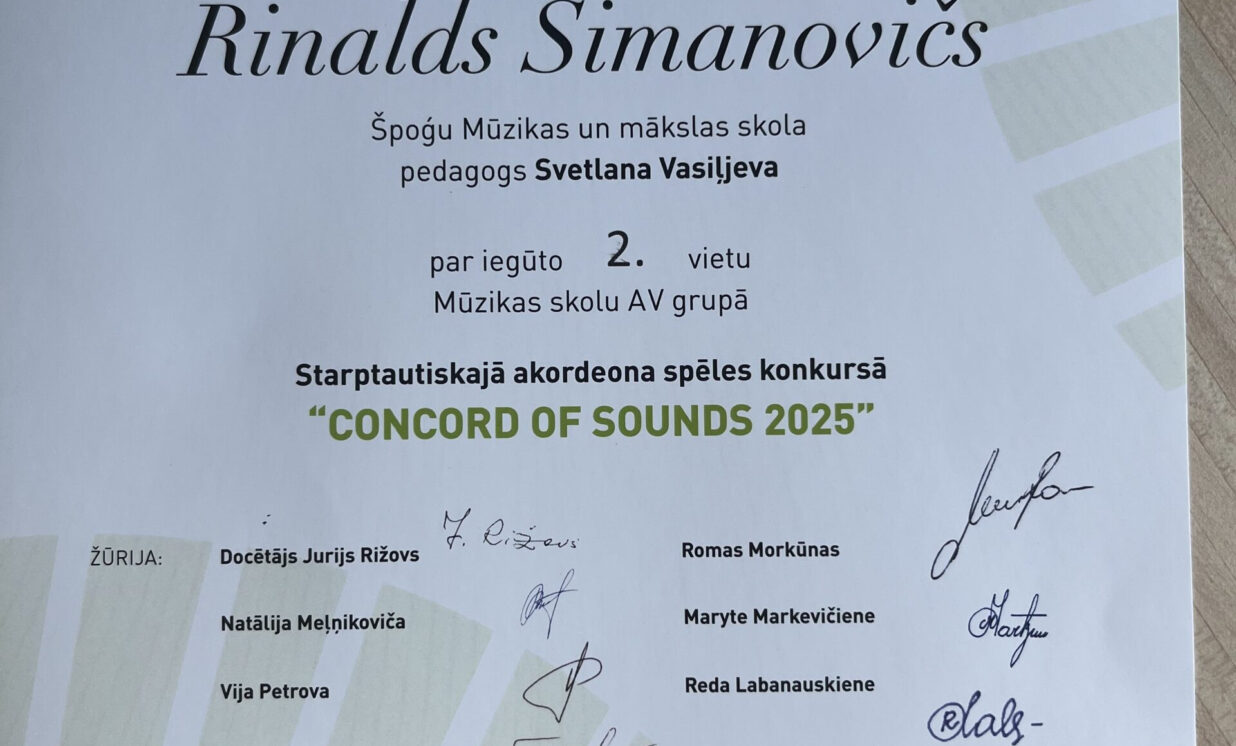 Rinalds Simanovičs
Špoģu Mūzikas un mākslas skola
pedagogs Svetlana Vasiļjeva
par iegūto 2. vietu
Mūzikas skolu AV grupā
Starptautiskajā akordeona spēles konkursā
“CONCORD OF SOUNDS 2025”
ŽŪRIJA:
Docētājs Jurijs Rižovs J. Rižovs
Natālija Meļņikoviča
Vija Petrova
Romas Morkūnas
Maryte Markevičiene
Reda Labanauskiene